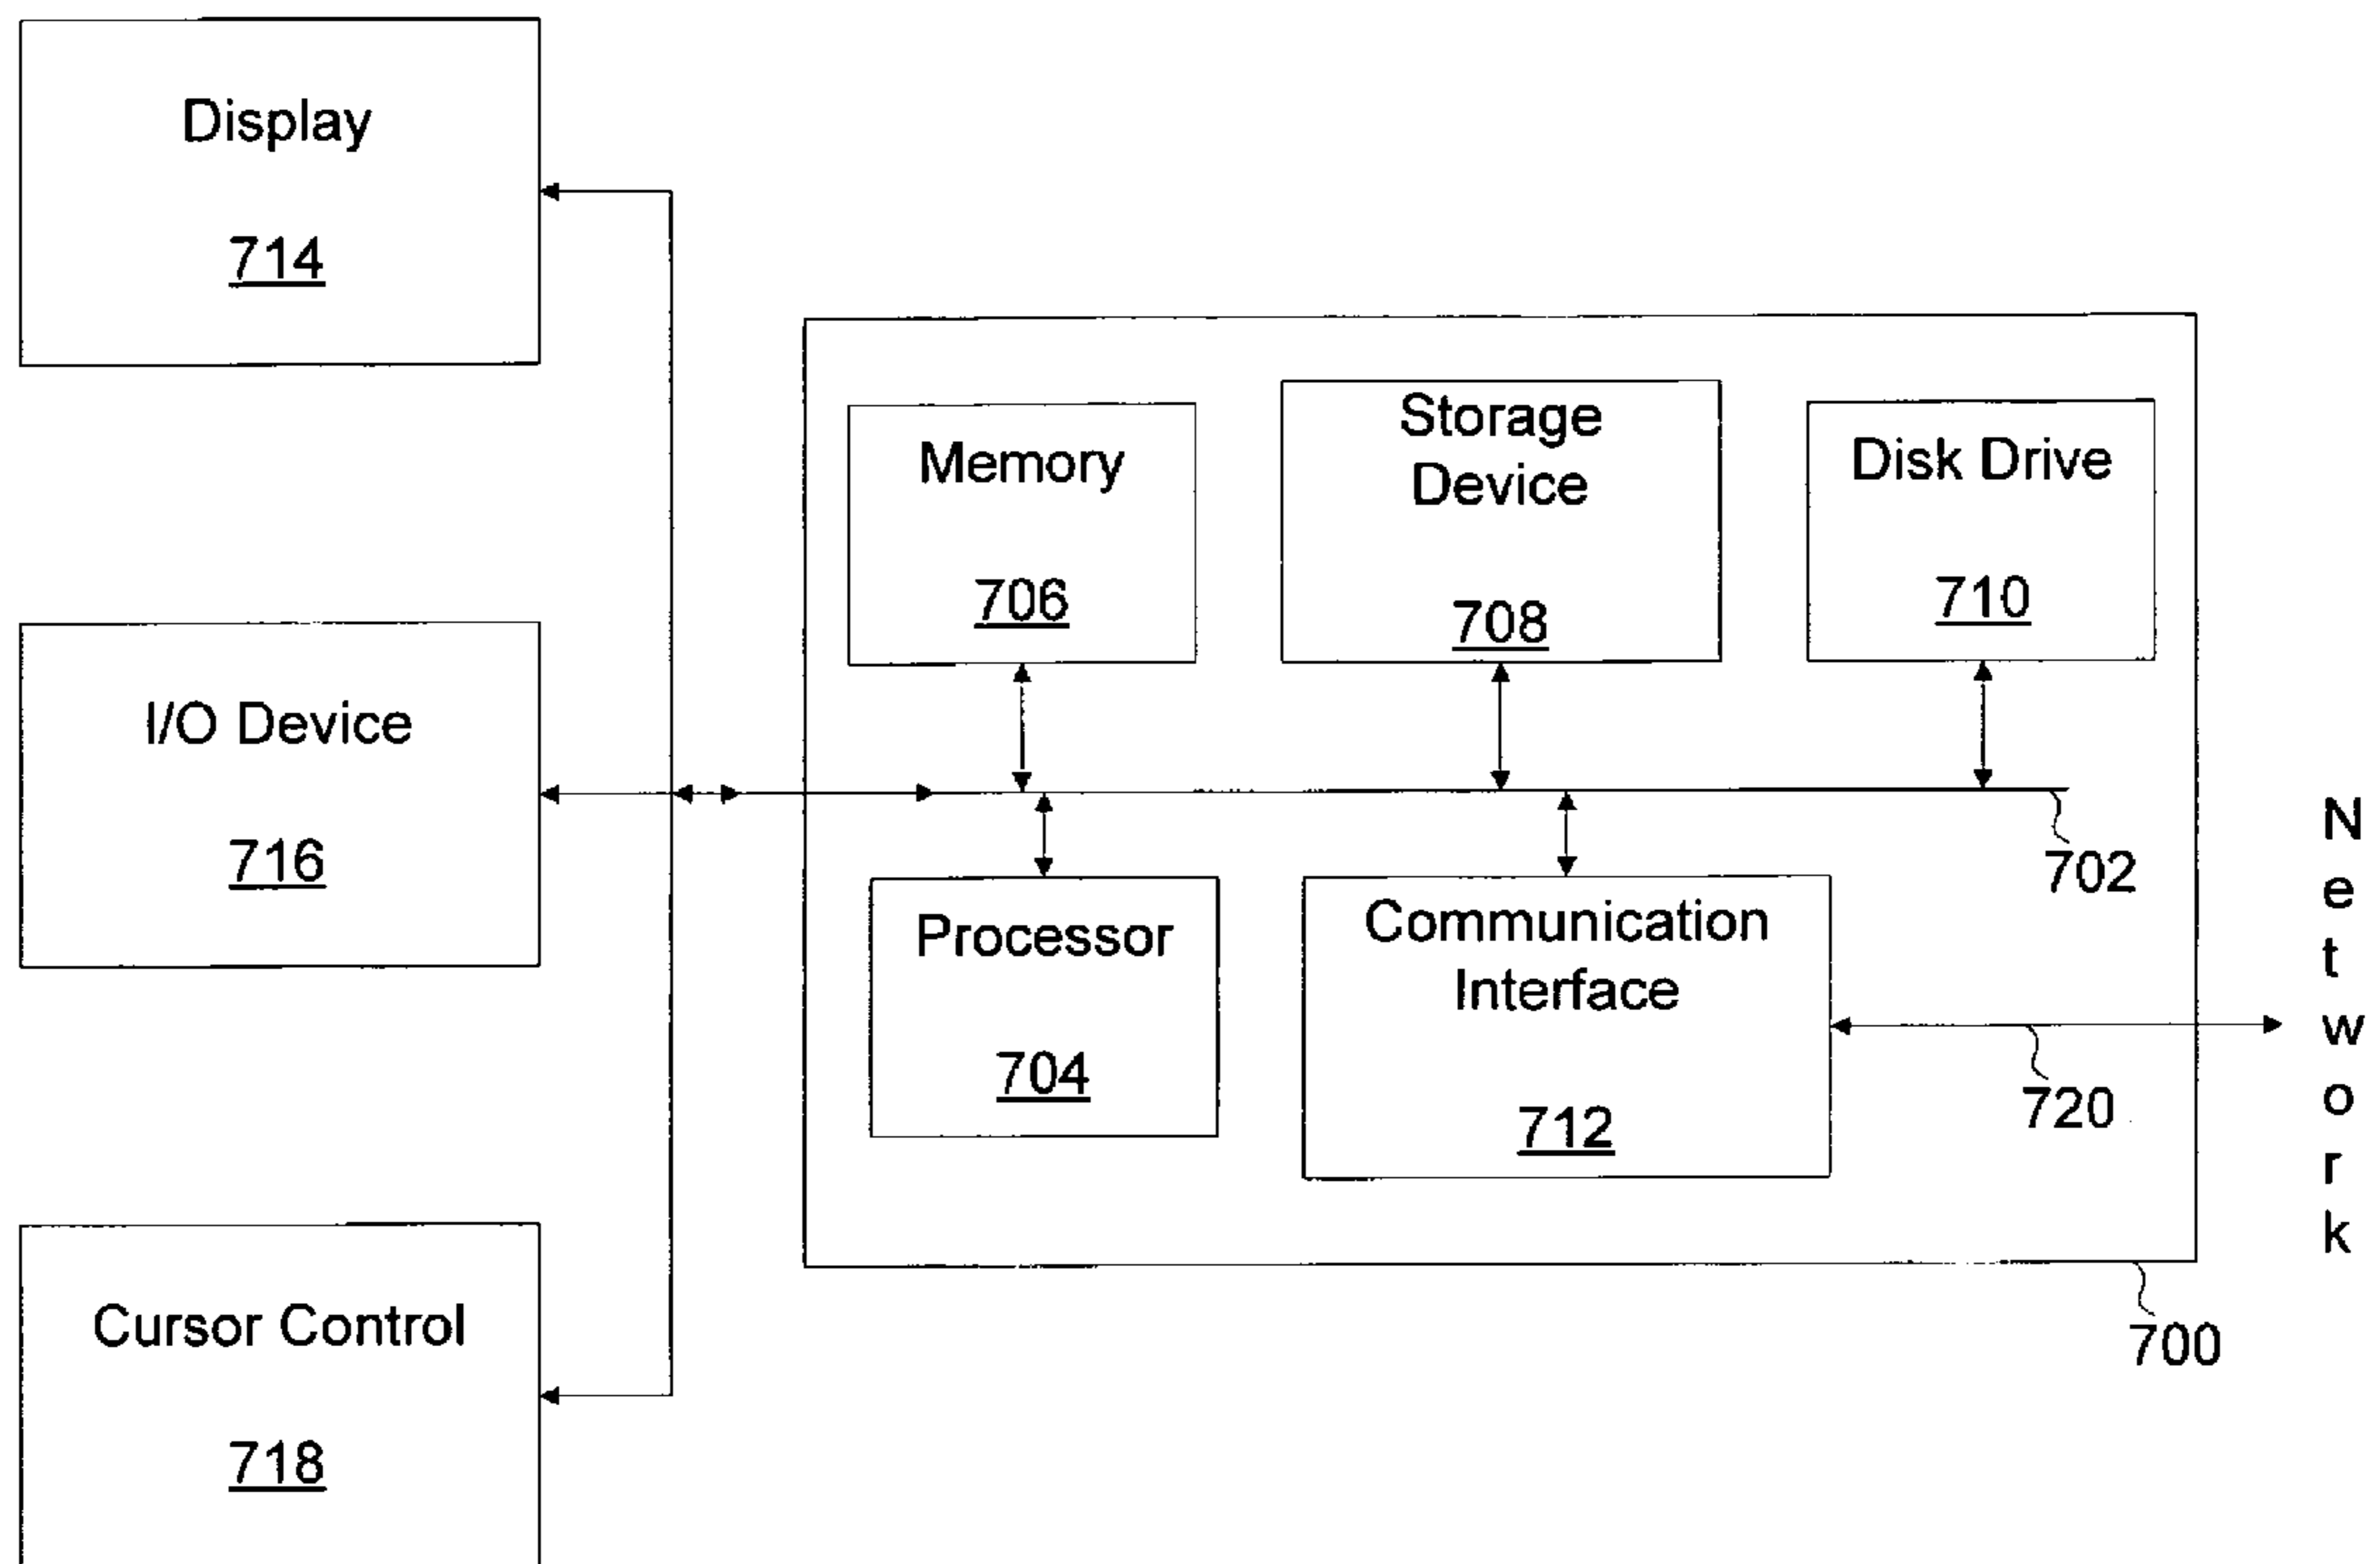 Display
714
I/O Device
716
Cursor Control
718
Memory
706
Storage
Device
708
Disk Drive
710
702
Processor
704
Communication
Interface
712
720
700
N
e
t
w
o
r
k